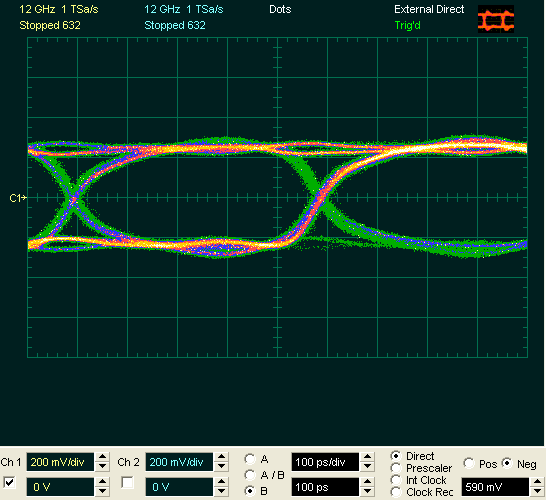 12 GHz 1 TSa/s 12 GHz 1 TSa/s Dots External Direct
Stopped 632 Stopped 632 Trig'd
C1
Ch 1 200 mV/div Ch 2 200 mV/div A 100 ps/div Direct Pos Neg
A / B Prescaler
0 V 0 V B 100 ps Int Clock
Clock Rec 590 mV